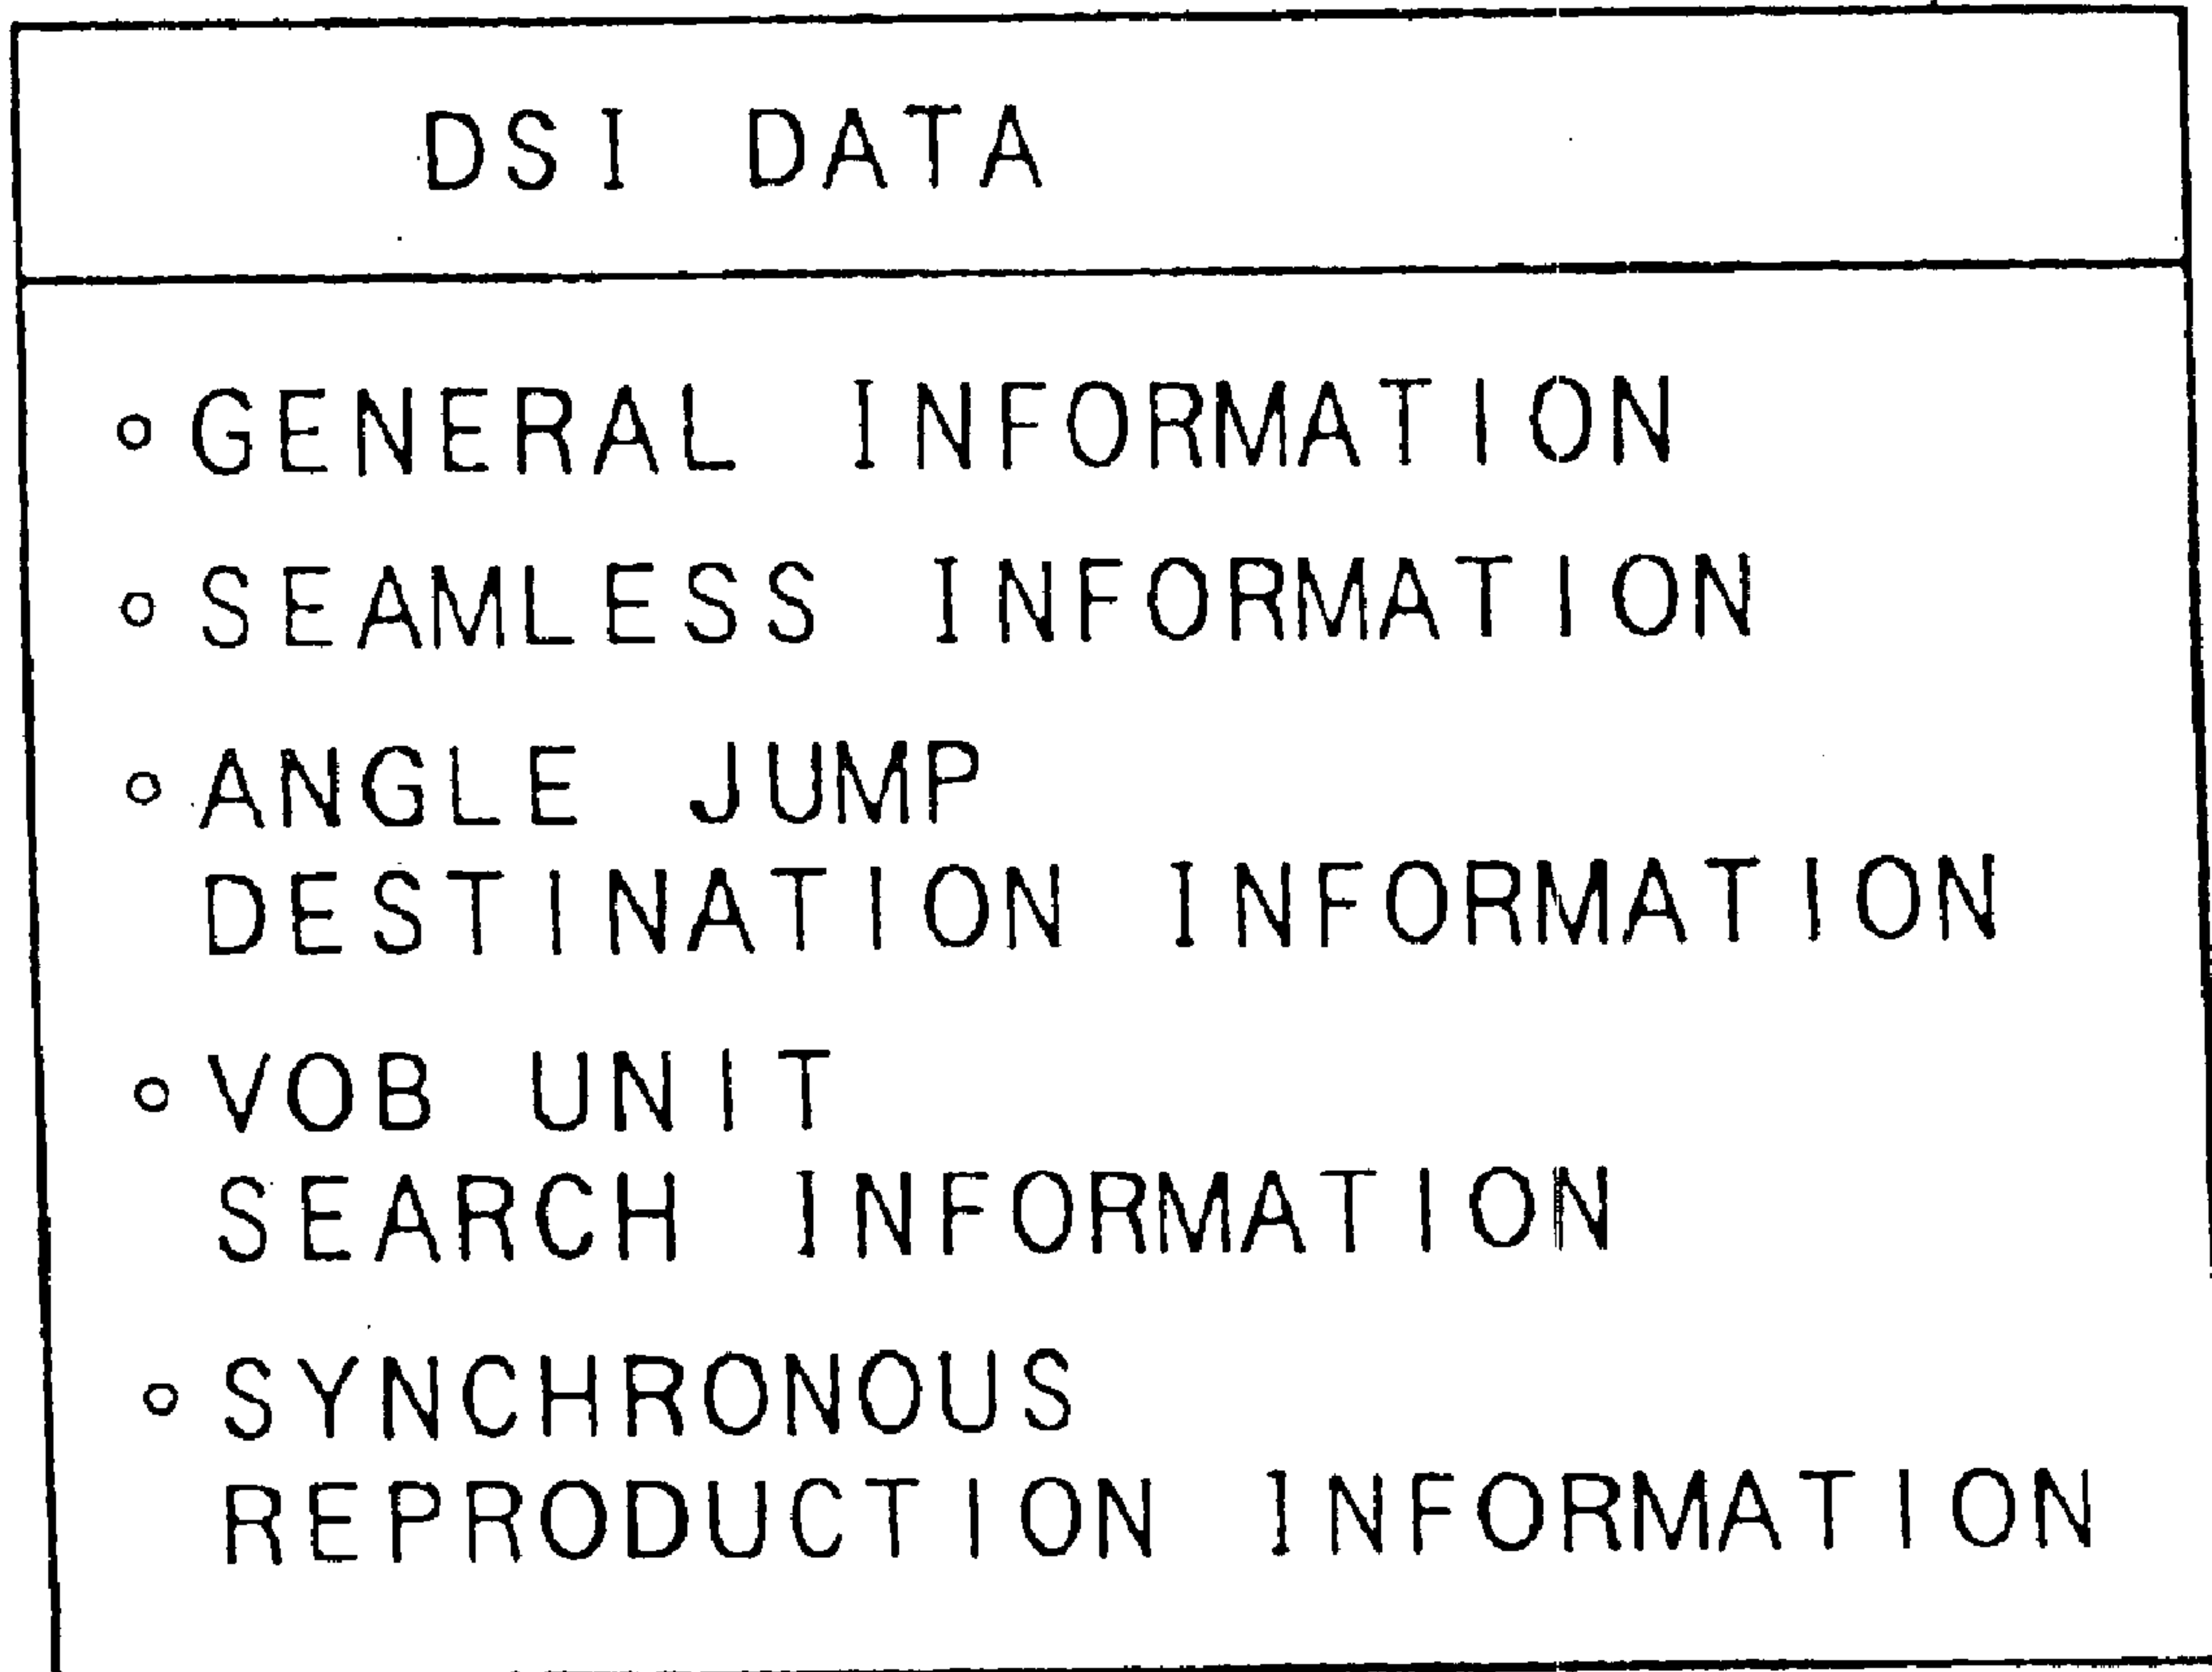 DSI DATA
∘GENERAL INFORMATION
∘SEAMLESS INFORMATION
∘ANGLE JUMP
DESTINATION INFORMATION
∘VOB UNIT
SEARCH INFORMATION
∘SYNCHRONOUS
REPRODUCTION INFORMATION